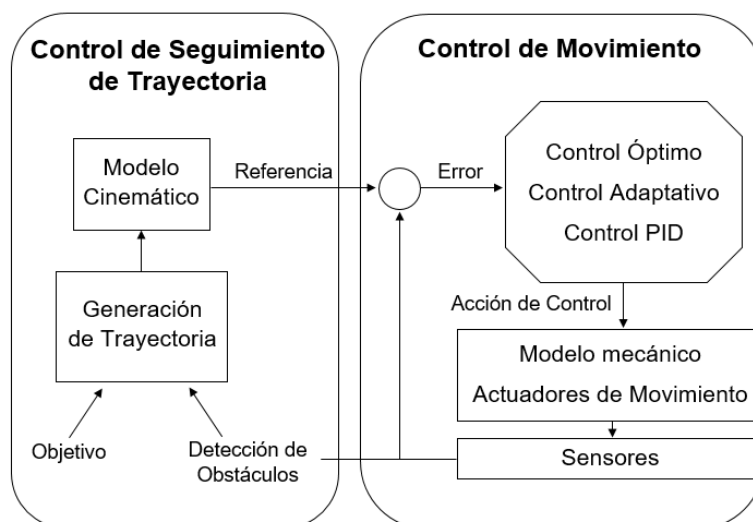 Control de Seguimiento
de Trayectoria
Modelo
Cinemático
Generación
de Trayectoria
Objetivo
Detección de
Obstáculos
Referencia
Control de Movimiento
Error
Control Óptimo
Control Adaptativo
Control PID
Acción de Control
Modelo mecánico
Actuadores de Movimiento
Sensores